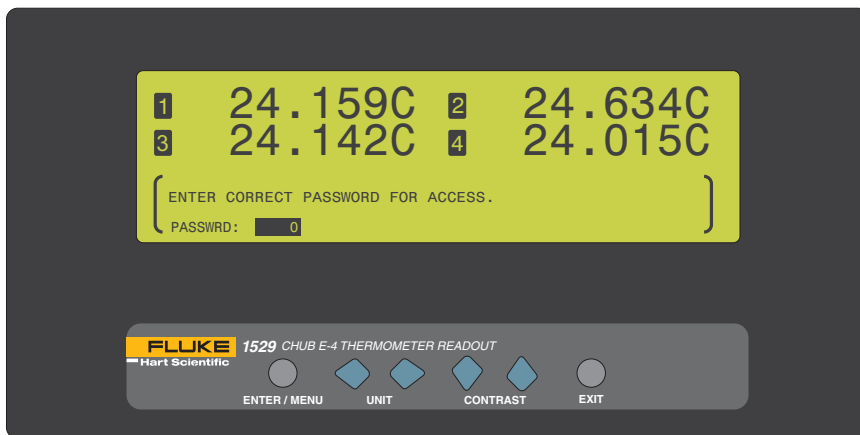 1 24.159C 2 24.634C
3 24.142C 4 24.015C
ENTER CORRECT PASSWORD FOR ACCESS.
PASSWRD: 0
FLUKE 1529 CHUB E-4 THERMOMETER READOUT
Hart Scientific
ENTER / MENU UNIT CONTRAST EXIT